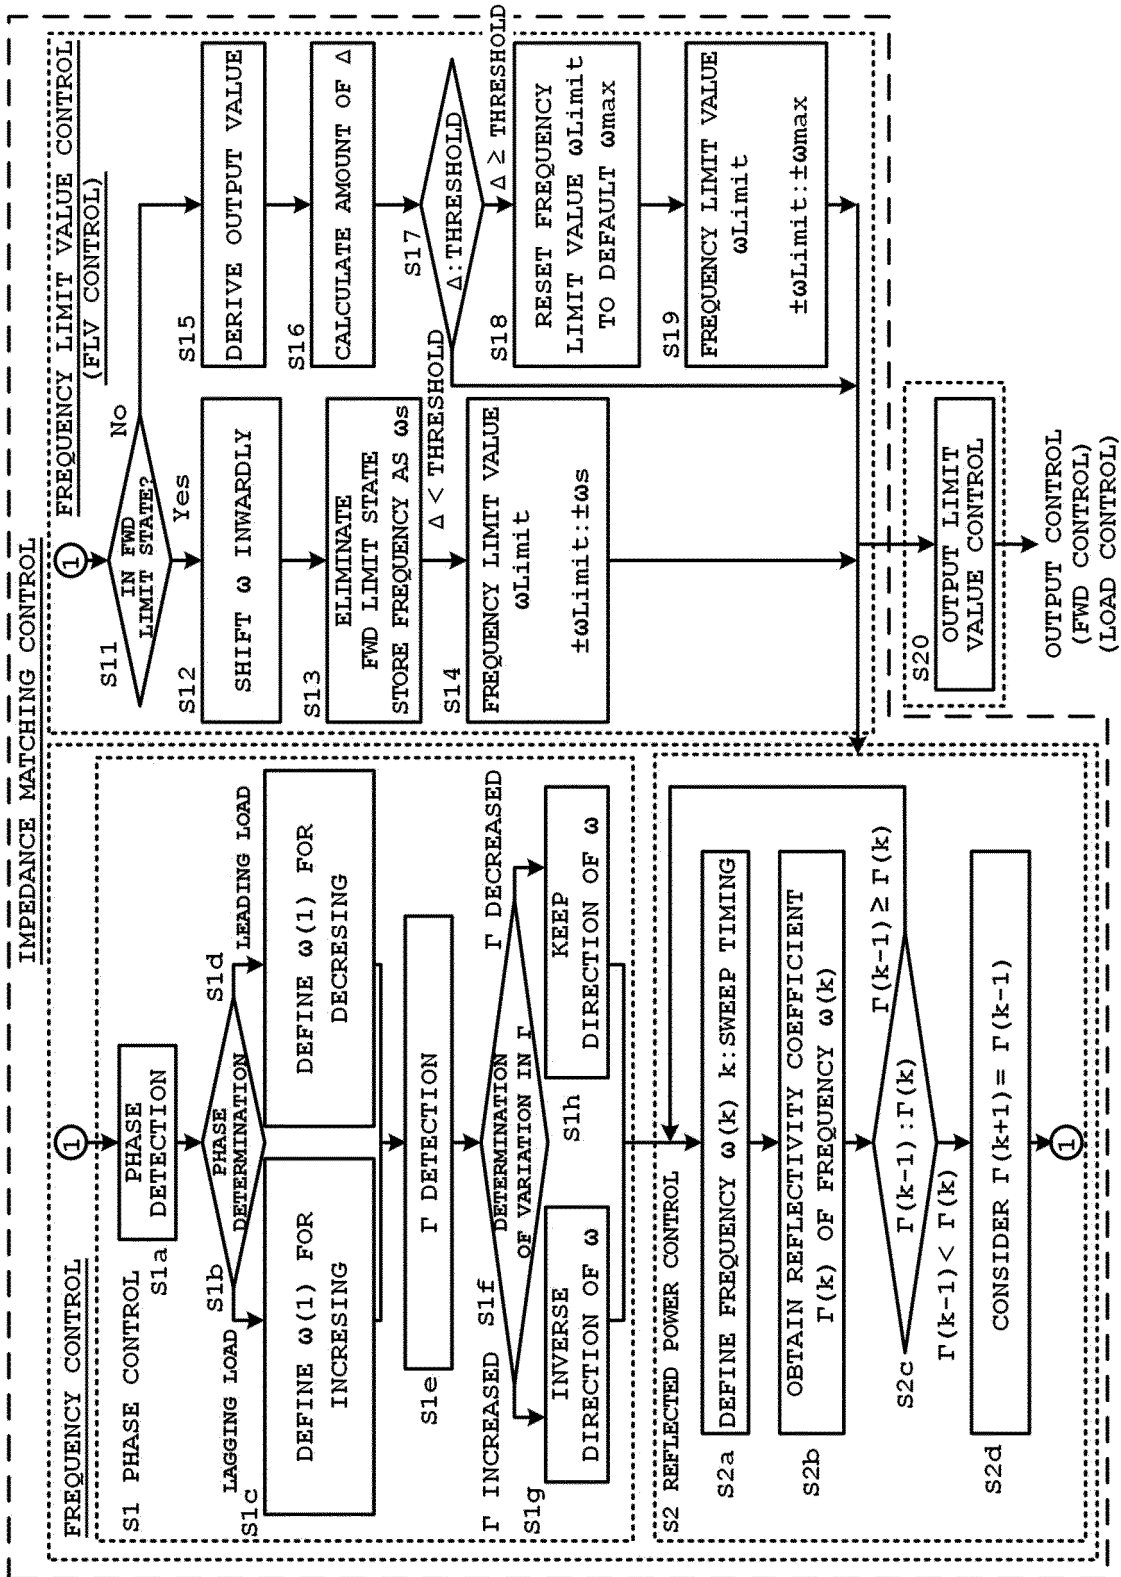 IMPEDANCE MATCHING CONTROL
FREQUENCY CONTROL
1
S1 PHASE CONTROL
S1a
PHASE
DETECTION
S1b
PHASE
DETERMINATION
S1d
LAGGING LOAD
LEADING LOAD
S1c
DEFINE ω(1) FOR
INCRESING
DEFINE ω(1) FOR
DECRESING
S1e
Γ DETECTION
Γ INCREASED
S1f
DETERMINATION
OF VARIATION IN Γ
Γ DECREASED
S1g
INVERSE
DIRECTION OF ω
S1h
KEEP
DIRECTION OF ω
S2 REFLECTED POWER CONTROL
S2a
DEFINE FREQUENCY ω(k) k:SWEEP TIMING
S2b
OBTAIN REFLECTIVITY COEFFICIENT
Γ(k) OF FREQUENCY ω(k)
S2c
Γ(k-1):Γ(k)
Γ(k-1) ≥ Γ(k)
Γ(k-1) < Γ(k)
S2d
CONSIDER Γ(k+1) = Γ(k-1)
1
FREQUENCY LIMIT VALUE CONTROL
(FLV CONTROL)
1
S11
IN FWD
LIMIT STATE?
No
Yes
S12
SHIFT ω INWARDLY
S13
ELIMINATE
FWD LIMIT STATE
STORE FREQUENCY AS ωs
S14
FREQUENCY LIMIT VALUE
ωLimit
±ωLimit:±ωs
S15
DERIVE OUTPUT VALUE
S16
CALCULATE AMOUNT OF Δ
S17
Δ:THRESHOLD
Δ < THRESHOLD
Δ ≥ THRESHOLD
S18
RESET FREQUENCY
LIMIT VALUE ωLimit
TO DEFAULT ωmax
S19
FREQUENCY LIMIT VALUE
ωLimit
±ωLimit:±ωmax
S20
OUTPUT LIMIT
VALUE CONTROL
OUTPUT CONTROL
(FWD CONTROL)
(LOAD CONTROL)